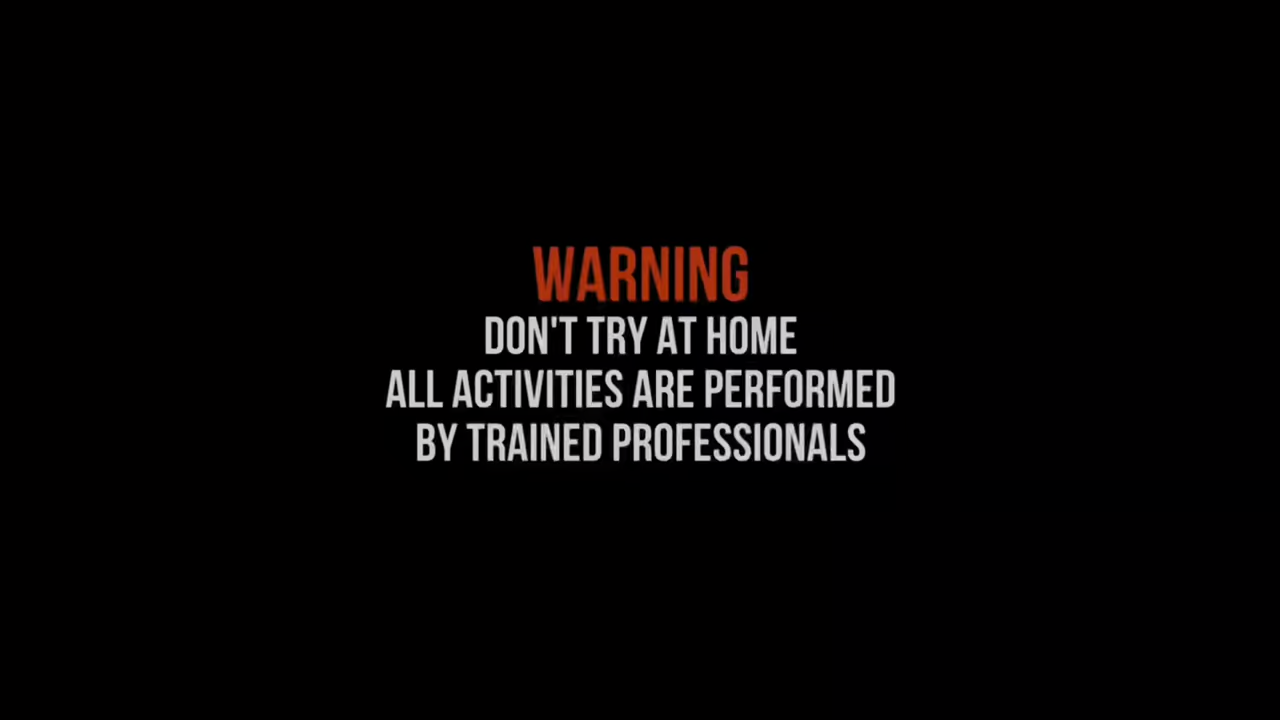 WARNING
DON'T TRY AT HOME
ALL ACTIVITIES ARE PERFORMED
BY TRAINED PROFESSIONALS